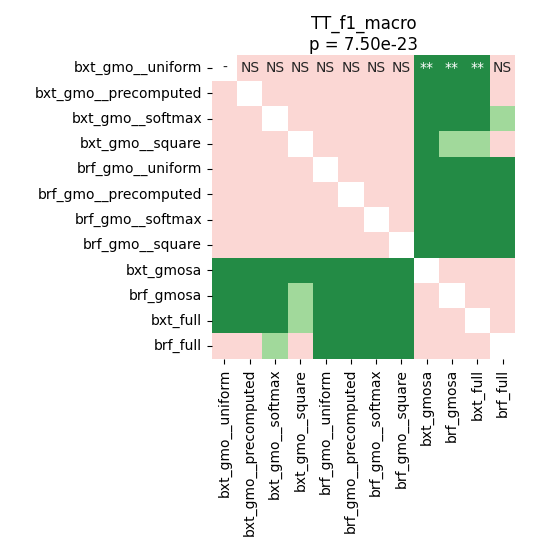 TT_f1_macro
p = 7.50e-23
bxt_gmo__uniform - NS NS NS NS NS NS NS ** ** ** NS
bxt_gmo__precomputed
bxt_gmo__softmax
bxt_gmo__square
brf_gmo__uniform
brf_gmo__precomputed
brf_gmo__softmax
brf_gmo__square
bxt_gmosa
brf_gmosa
bxt_full
brf_full
bxt_gmo__uniform
bxt_gmo__precomputed
bxt_gmo__softmax
bxt_gmo__square
brf_gmo__uniform
brf_gmo__precomputed
brf_gmo__softmax
brf_gmo__square
bxt_gmosa
brf_gmosa
bxt_full
brf_full